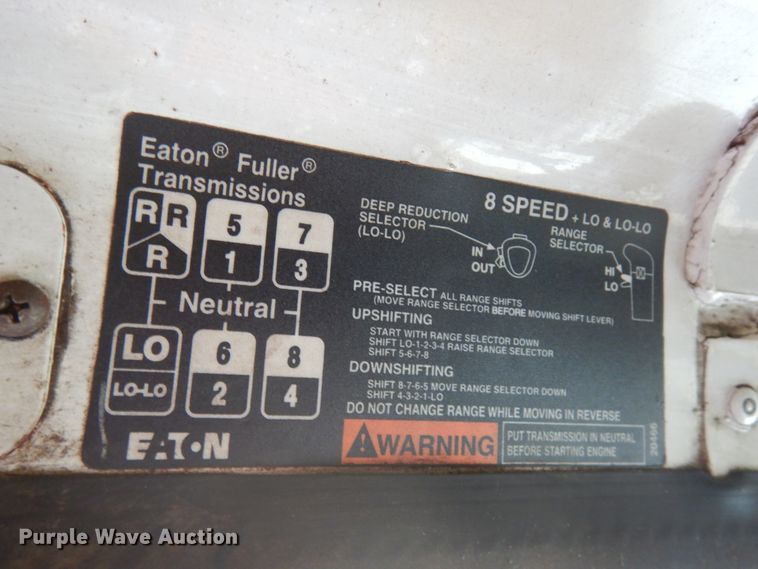 Eaton® Fuller®
Transmissions
8 SPEED + LO & LO-LO
R R
R
5
1
7
3
Neutral
LO
LO-LO
6
2
8
4
EATON
DEEP REDUCTION
SELECTOR
(LO-LO)
IN
OUT
RANGE
SELECTOR
HI
LO
PRE-SELECT ALL RANGE SHIFTS
(MOVE RANGE SELECTOR BEFORE MOVING SHIFT LEVER)
UPSHIFTING
START WITH RANGE SELECTOR DOWN
SHIFT LO-1-2-3-4 RAISE RANGE SELECTOR
SHIFT 5-6-7-8
DOWNSHIFTING
SHIFT 8-7-6-5 MOVE RANGE SELECTOR DOWN
SHIFT 4-3-2-1-LO
DO NOT CHANGE RANGE WHILE MOVING IN REVERSE
WARNING
PUT TRANSMISSION IN NEUTRAL
BEFORE STARTING ENGINE
20466
Purple Wave Auction